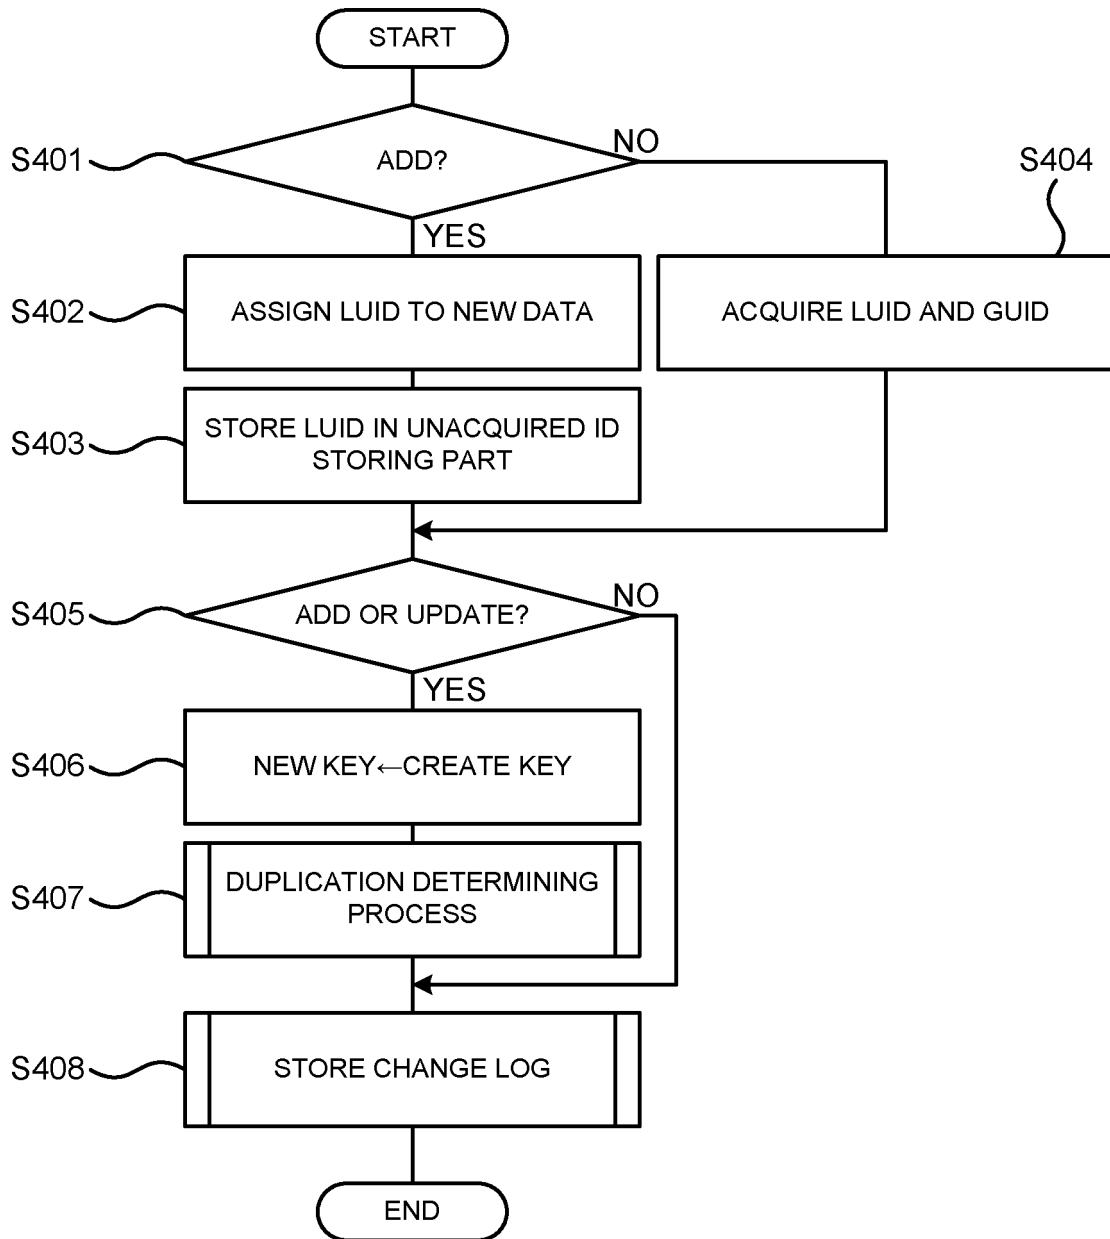 START
S401
ADD?
NO
S404
YES
S402
ASSIGN LUID TO NEW DATA
ACQUIRE LUID AND GUID
S403
STORE LUID IN UNACQUIRED ID
STORING PART
S405
ADD OR UPDATE?
NO
YES
S406
NEW KEY←CREATE KEY
S407
DUPLICATION DETERMINING
PROCESS
S408
STORE CHANGE LOG
END